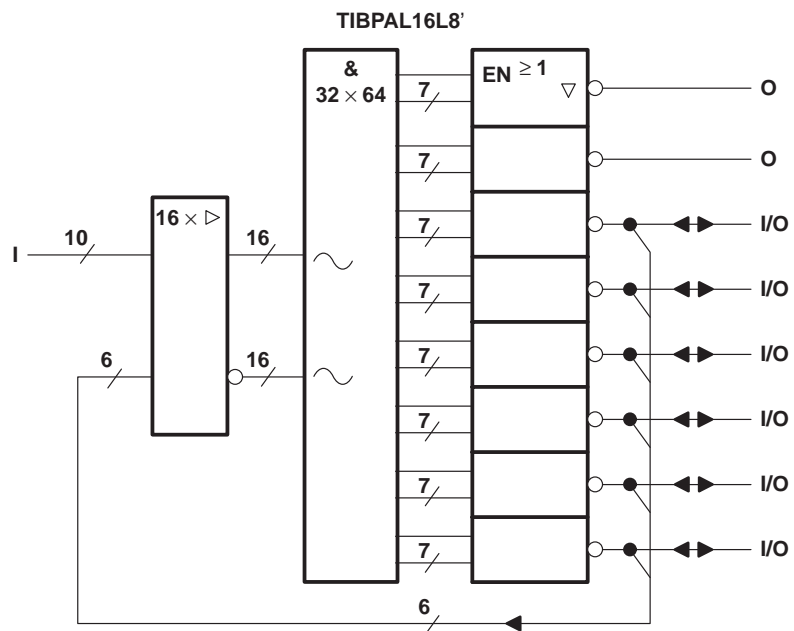 TIBPAL16L8'
&
32 × 64
EN ≥ 1
▽
7
O
7
O
16 × ▷
7
I/O
I
10
16
7
I/O
6
16
7
I/O
7
I/O
7
I/O
7
I/O
6